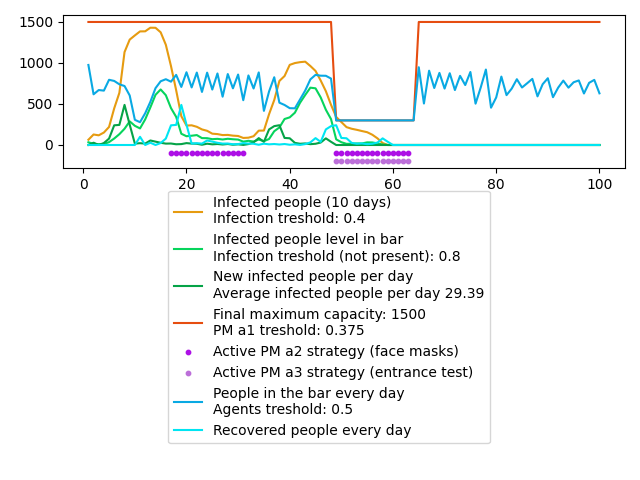 1500
1000
500
0
0 20 40 60 80 100
Infected people (10 days)
Infection treshold: 0.4
Infected people level in bar
Infection treshold (not present): 0.8
New infected people per day
Average infected people per day 29.39
Final maximum capacity: 1500
PM a1 treshold: 0.375
Active PM a2 strategy (face masks)
Active PM a3 strategy (entrance test)
People in the bar every day
Agents treshold: 0.5
Recovered people every day